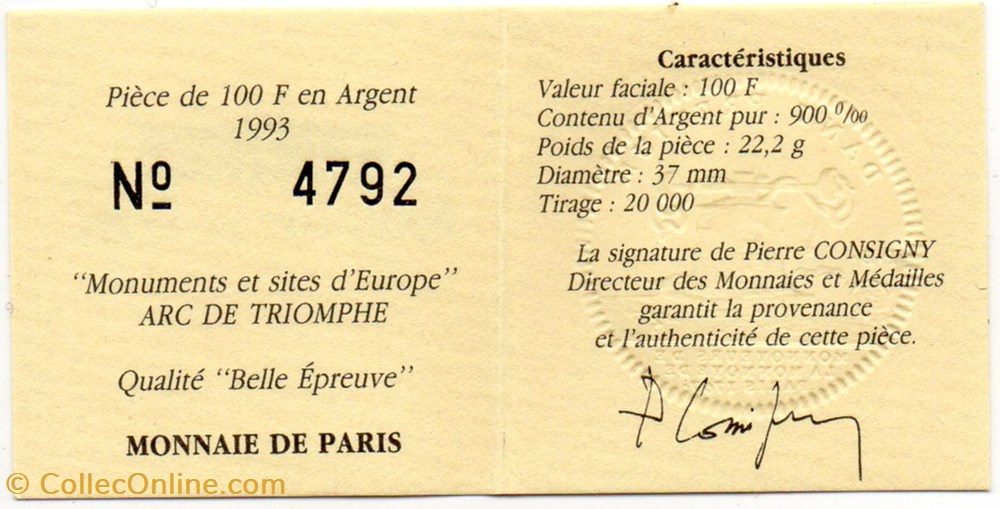 Pièce de 100 F en Argent
1993
Nº 4792
"Monuments et sites d'Europe"
ARC DE TRIOMPHE
Qualité "Belle Épreuve"
MONNAIE DE PARIS
Caractéristiques
Valeur faciale : 100 F
Contenu d'Argent pur : 900 ‰
Poids de la pièce : 22,2 g
Diamètre : 37 mm
Tirage : 20 000
La signature de Pierre CONSIGNY
Directeur des Monnaies et Médailles
garantit la provenance
et l'authenticité de cette pièce.
© CollecOnline.com